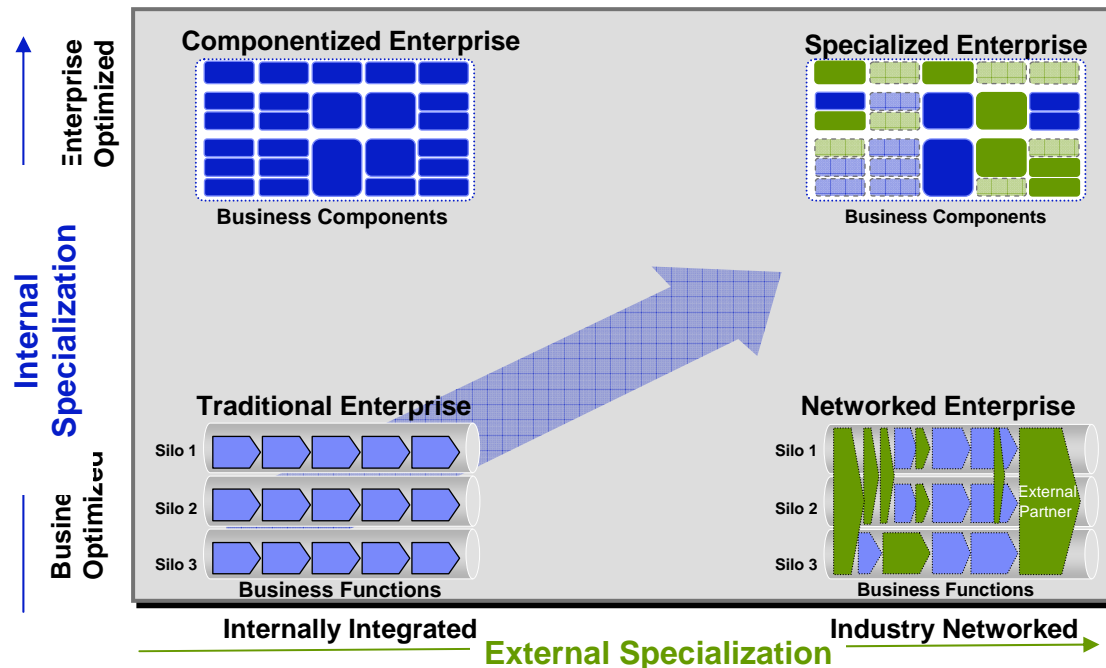 Componentized Enterprise
Business Components
Specialized Enterprise
Business Components
Enterprise
Optimized
Internal
Specialization
Optimized
Traditional Enterprise
Silo 1
Silo 2
Silo 3
Business Functions
Networked Enterprise
Silo 1
Silo 2
Silo 3
External
Partner
Business Functions
Internally Integrated
Industry Networked
External Specialization